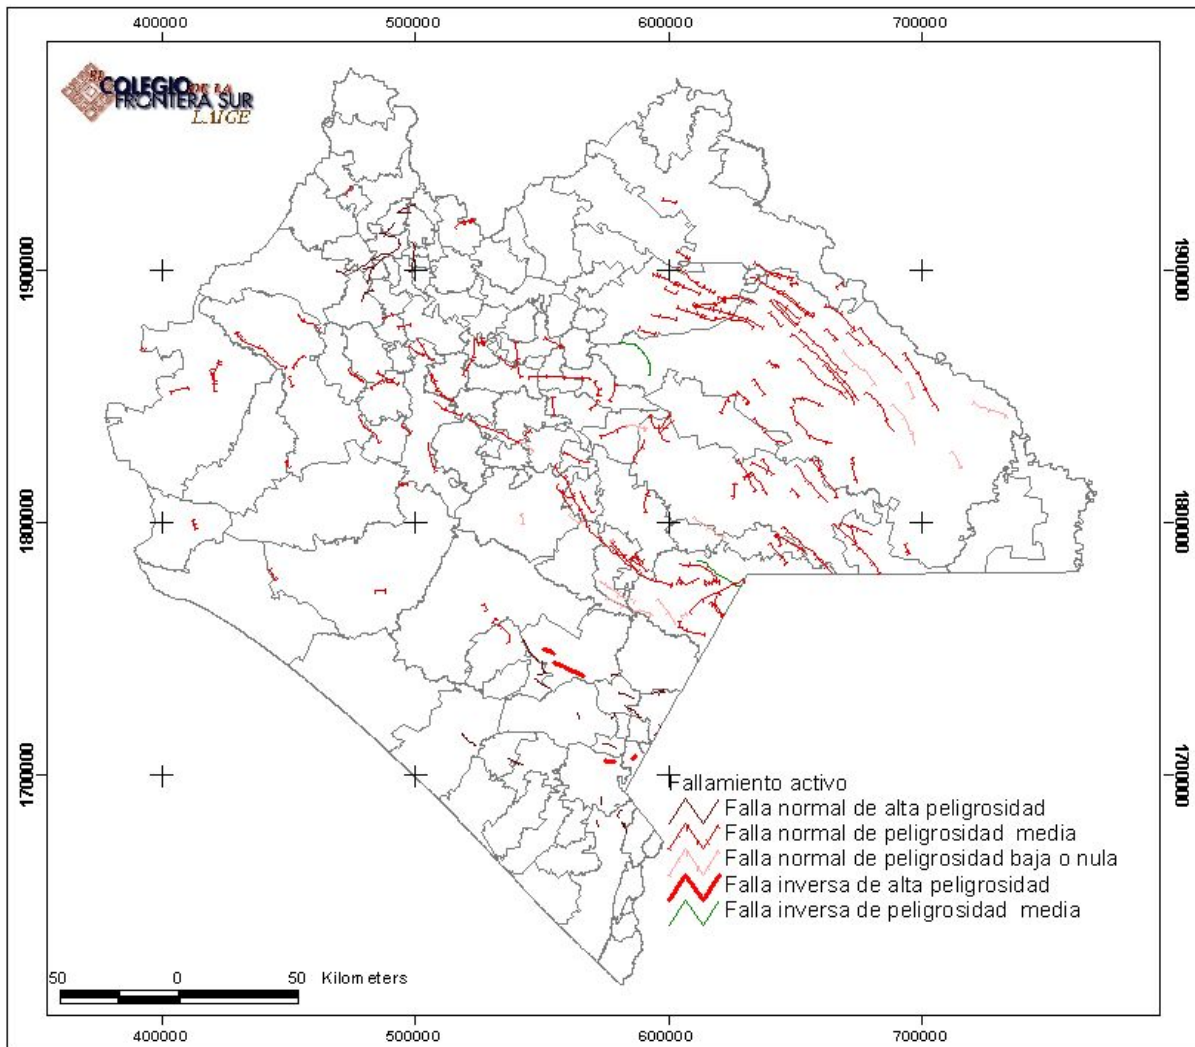 400000 500000 600000 700000
EL
COLEGIO DE LA
FRONTERA SUR
LAIGE
1900000 1900000
1800000 1800000
1700000 1700000
Fallamiento activo
Falla normal de alta peligrosidad
Falla normal de peligrosidad media
Falla normal de peligrosidad baja o nula
Falla inversa de alta peligrosidad
Falla inversa de peligrosidad media
50 0 50 Kilometers
400000 500000 600000 700000